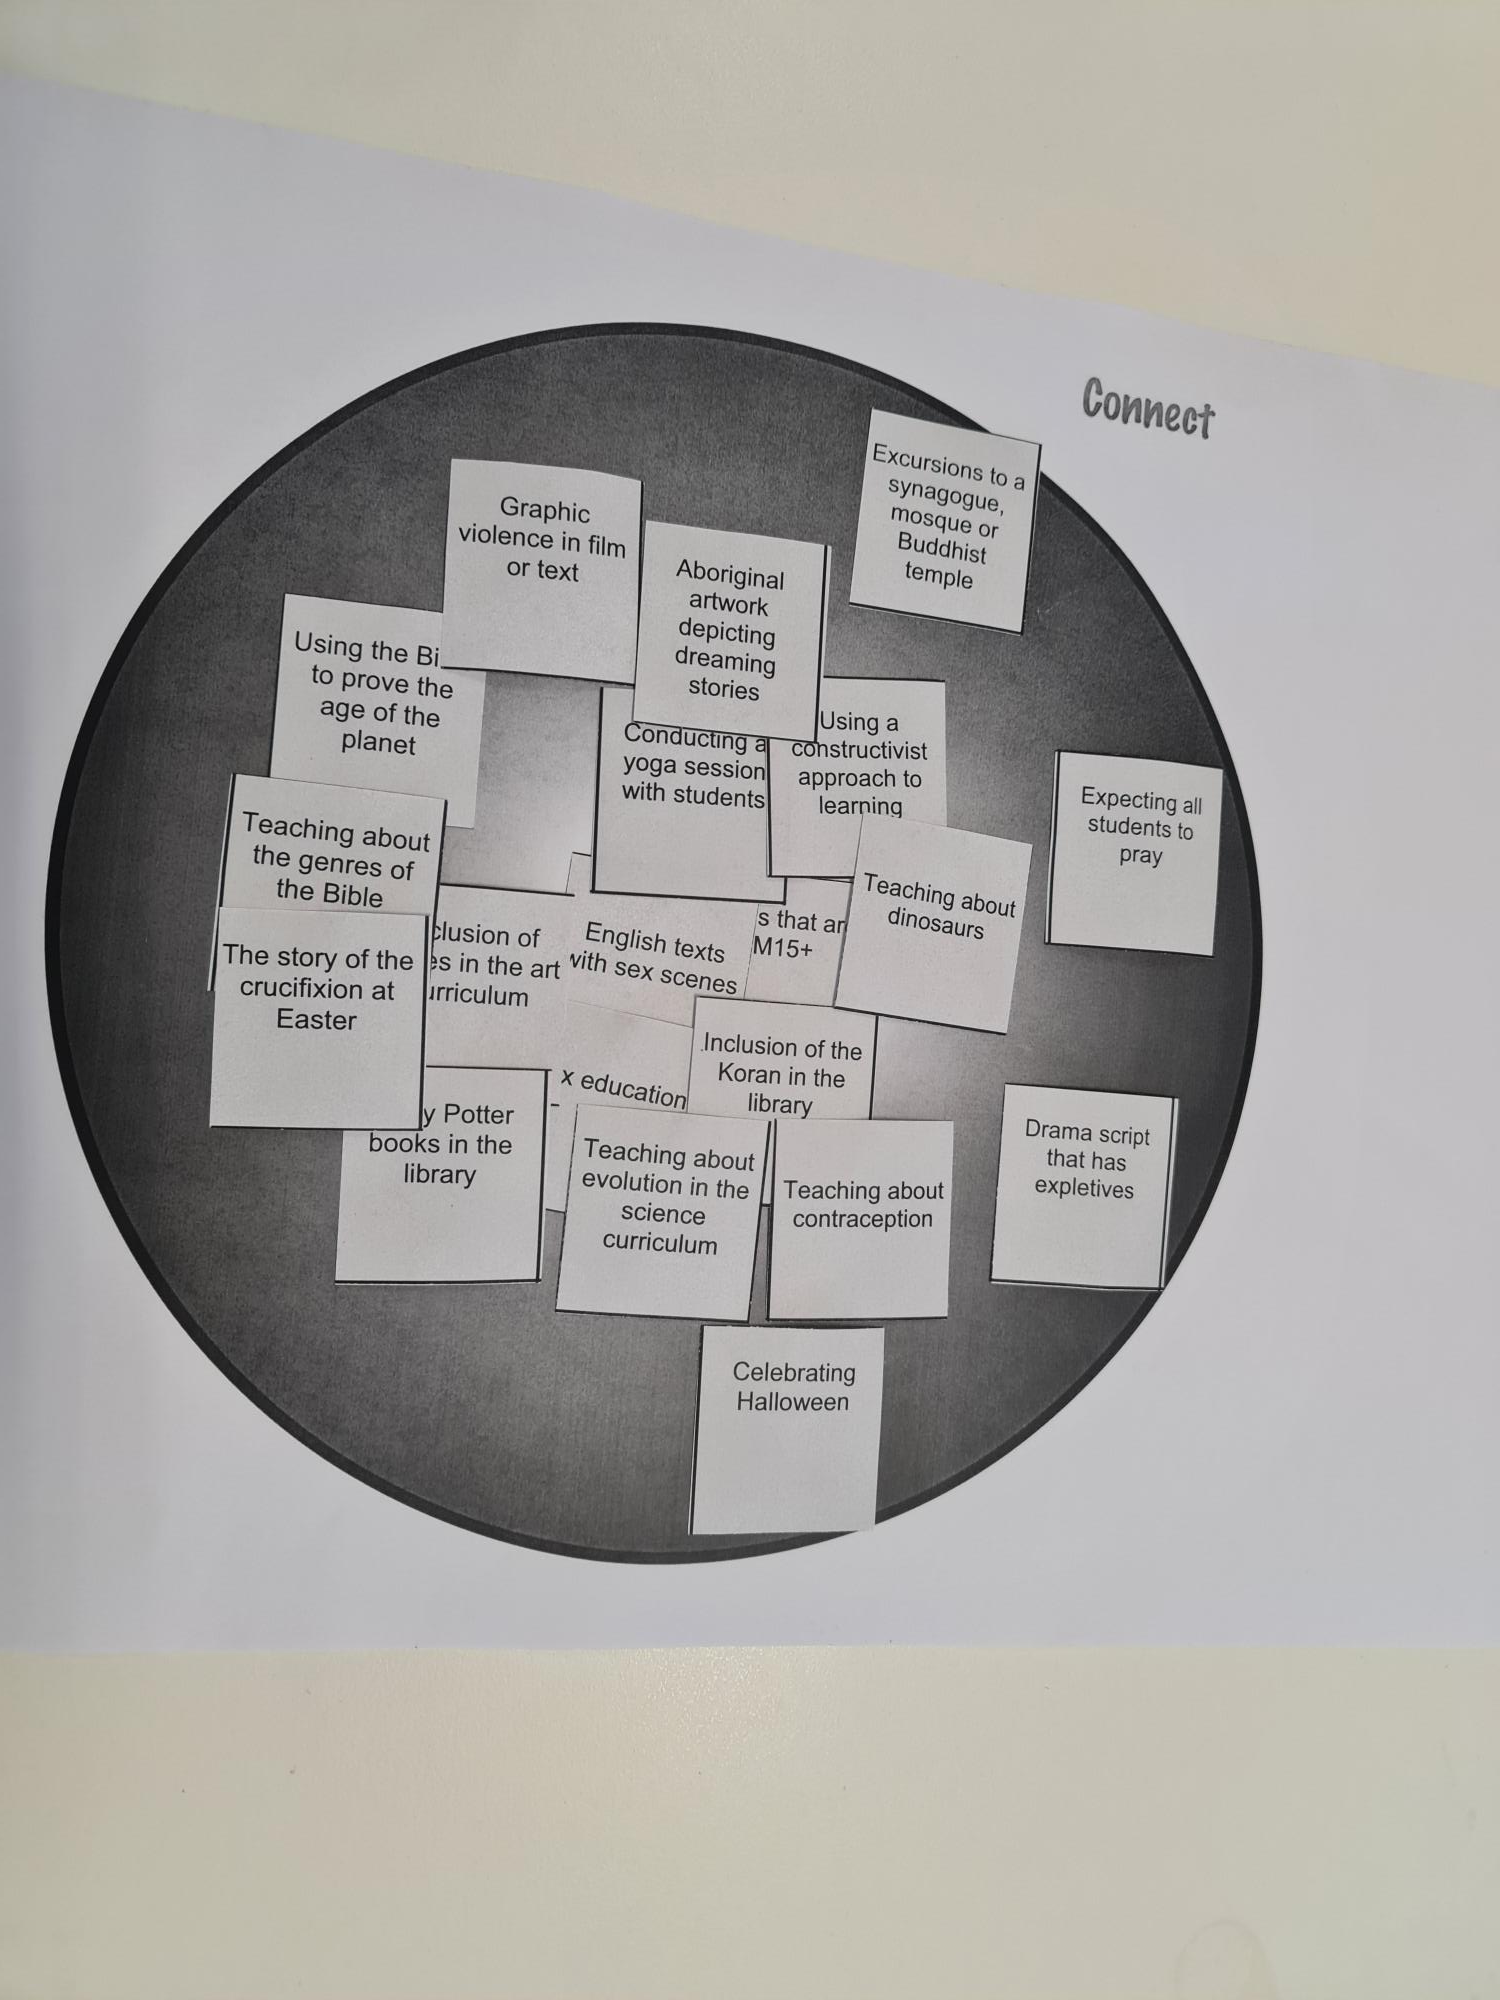 Connect
Excursions to a
synagogue,
mosque or
Buddhist
temple
Graphic
violence in film
or text
Aboriginal
artwork
depicting
dreaming
stories
Using the Bi
to prove the
age of the
planet
Conducting a
yoga session
with students
Using a
constructivist
approach to
learning
Expecting all
students to
pray
Teaching about
the genres of
the Bible
Teaching about
dinosaurs
The story of the
crucifixion at
Easter
clusion of
es in the art
urriculum
English texts
with sex scenes
s that ar
M15+
Inclusion of the
Koran in the
library
x education
y Potter
books in the
library
Teaching about
evolution in the
science
curriculum
Teaching about
contraception
Drama script
that has
expletives
Celebrating
Halloween